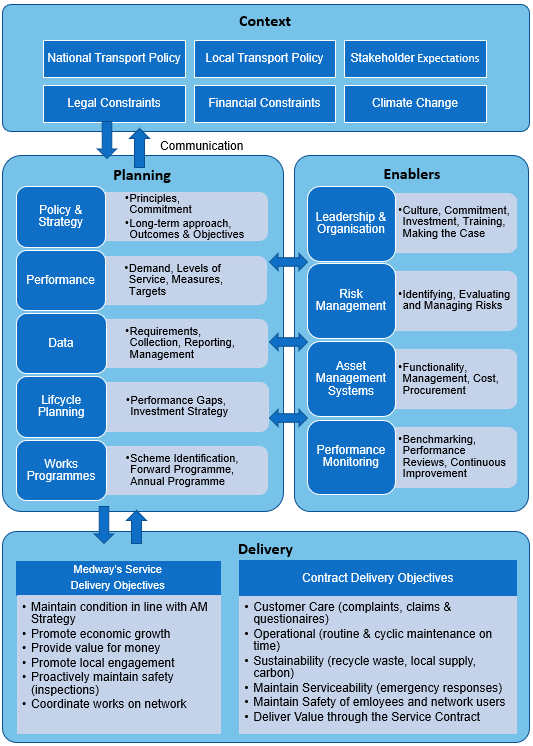 Context
National Transport Policy
Local Transport Policy
Stakeholder Expectations
Legal Constraints
Financial Constraints
Climate Change
Communication
Planning
Policy &
Strategy
•Principles,
Commitment
•Long-term approach,
Outcomes & Objectives
Performance
•Demand, Levels of
Service, Measures,
Targets
Data
•Requirements,
Collection, Reporting,
Management
Lifcycle
Planning
•Performance Gaps,
Investment Strategy
Works
Programmes
•Scheme Identification,
Forward Programme,
Annual Programme
Enablers
Leadership &
Organisation
•Culture, Commitment,
Investment, Training,
Making the Case
Risk
Management
•Identifying, Evaluating
and Managing Risks
Asset
Management
Systems
•Functionality,
Management, Cost,
Procurement
Performance
Monitoring
•Benchmarking,
Performance
Reviews, Continuous
Improvement
Delivery
Medway's Service
Delivery Objectives
• Maintain condition in line with AM
Strategy
• Promote economic growth
• Provide value for money
• Promote local engagement
• Proactively maintain safety
(inspections)
• Coordinate works on network
Contract Delivery Objectives
• Customer Care (complaints, claims &
questionaires)
• Operational (routine & cyclic maintenance on
time)
• Sustainability (recycle waste, local supply,
carbon)
• Maintain Serviceability (emergency responses)
• Maintain Safety of emloyees and network users
• Deliver Value through the Service Contract